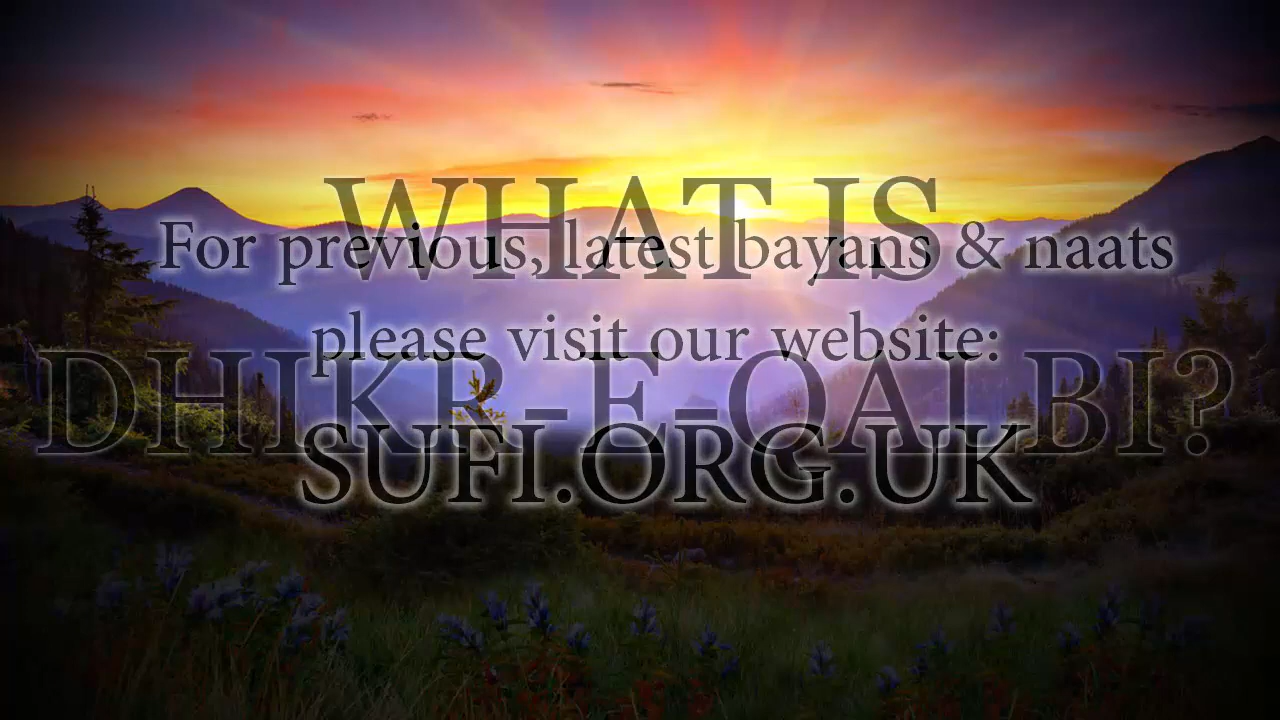 WHAT IS
For previous, latest bayans & naats
please visit our website:
DHIKR-E-QALBI?
SUFI.ORG.UK